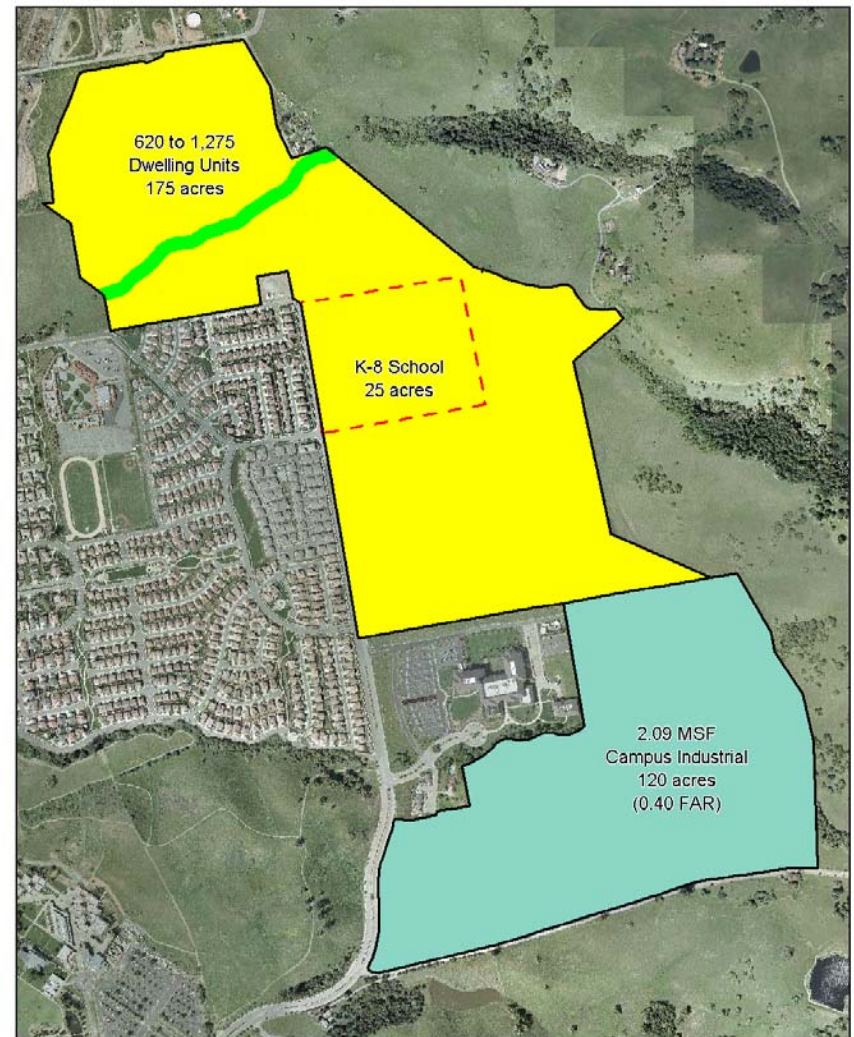 620 to 1,275
Dwelling Units
175 acres
K-8 School
25 acres
2.09 MSF
Campus Industrial
120 acres
(0.40 FAR)